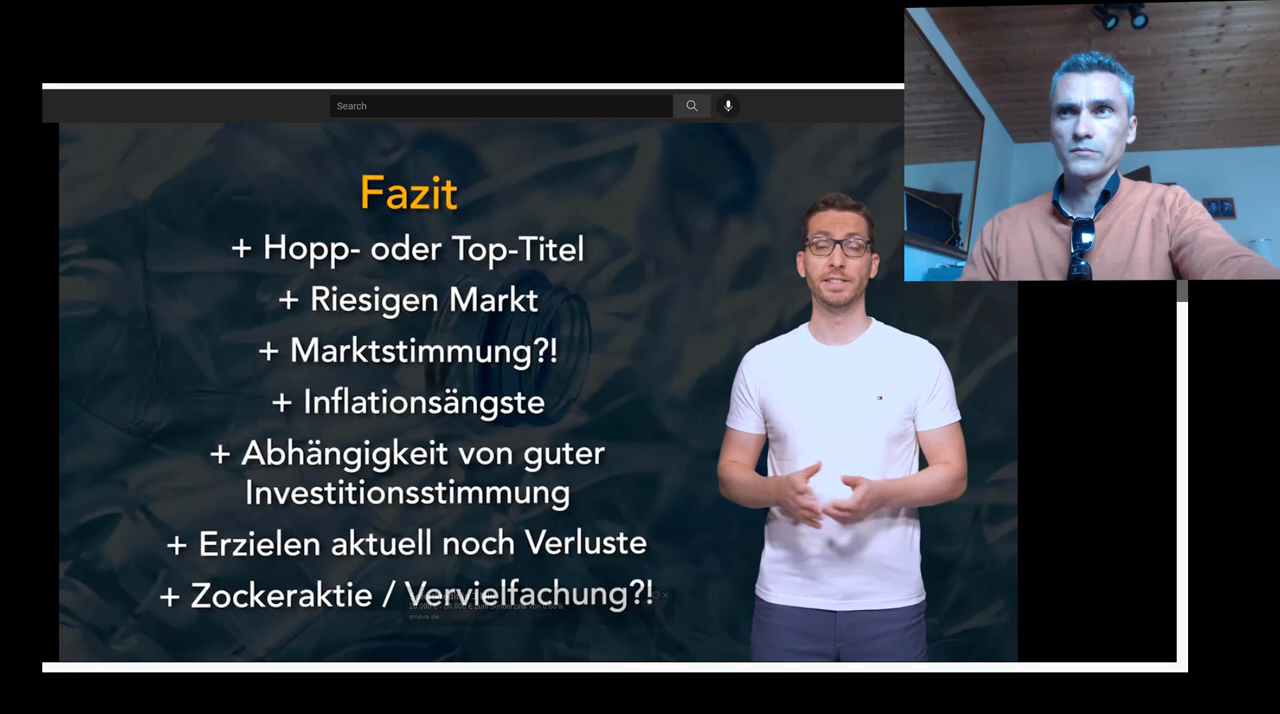 Search
Fazit
+ Hopp- oder Top-Titel
+ Riesigen Markt
+ Marktstimmung?!
+ Inflationsängste
+ Abhängigkeit von guter
Investitionsstimmung
+ Erzielen aktuell noch Verluste
+ Zockeraktie / Vervielfachung?!
smava.de